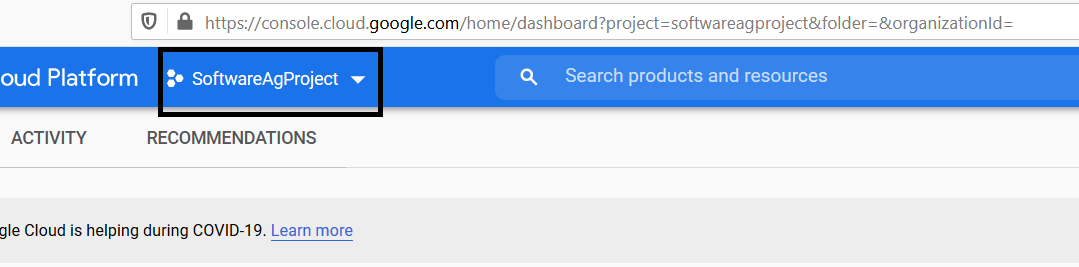 https://console.cloud.google.com/home/dashboard?project=softwareagproject&folder=&organizationId=
oud Platform SoftwareAgProject Search products and resources
ACTIVITY RECOMMENDATIONS
gle Cloud is helping during COVID-19. Learn more